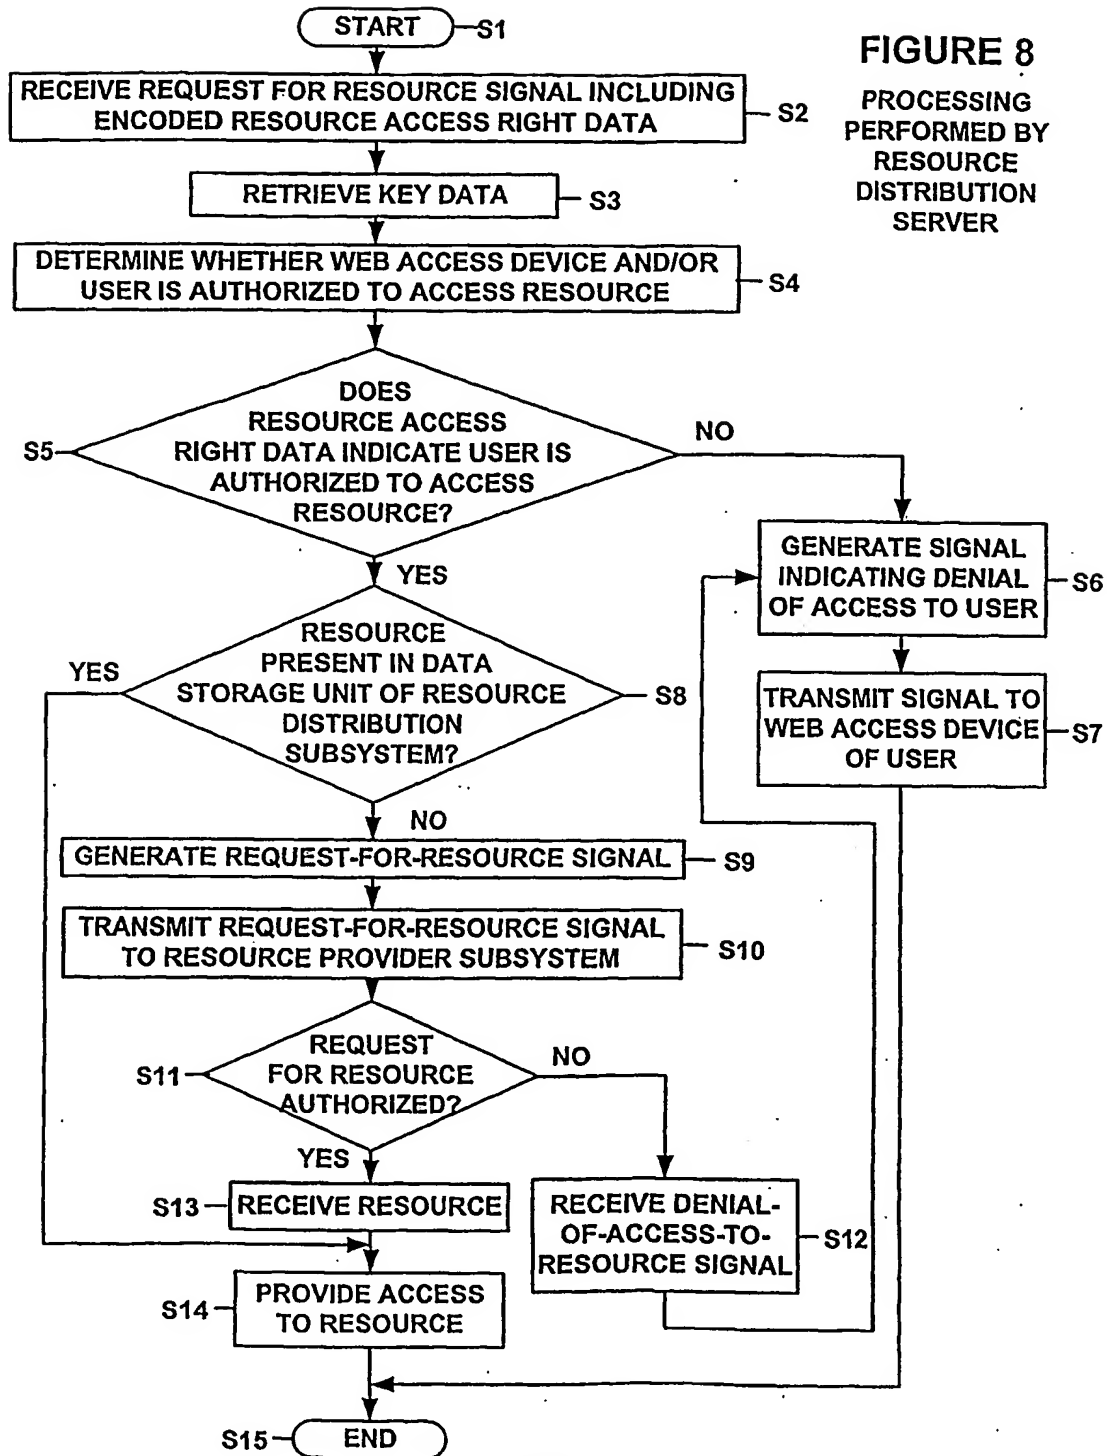 START
S1
FIGURE 8
PROCESSING
PERFORMED BY
RESOURCE
DISTRIBUTION
SERVER
RECEIVE REQUEST FOR RESOURCE SIGNAL INCLUDING
ENCODED RESOURCE ACCESS RIGHT DATA
S2
RETRIEVE KEY DATA
S3
DETERMINE WHETHER WEB ACCESS DEVICE AND/OR
USER IS AUTHORIZED TO ACCESS RESOURCE
S4
DOES
RESOURCE ACCESS
RIGHT DATA INDICATE USER IS
AUTHORIZED TO ACCESS
RESOURCE?
S5
NO
YES
GENERATE SIGNAL
INDICATING DENIAL
OF ACCESS TO USER
S6
TRANSMIT SIGNAL TO
WEB ACCESS DEVICE
OF USER
S7
RESOURCE
PRESENT IN DATA
STORAGE UNIT OF RESOURCE
DISTRIBUTION
SUBSYSTEM?
YES
S8
NO
GENERATE REQUEST-FOR-RESOURCE SIGNAL
S9
TRANSMIT REQUEST-FOR-RESOURCE SIGNAL
TO RESOURCE PROVIDER SUBSYSTEM
S10
REQUEST
FOR RESOURCE
AUTHORIZED?
S11
NO
YES
S13
RECEIVE RESOURCE
RECEIVE DENIAL-
OF-ACCESS-TO-
RESOURCE SIGNAL
S12
S14
PROVIDE ACCESS
TO RESOURCE
S15
END